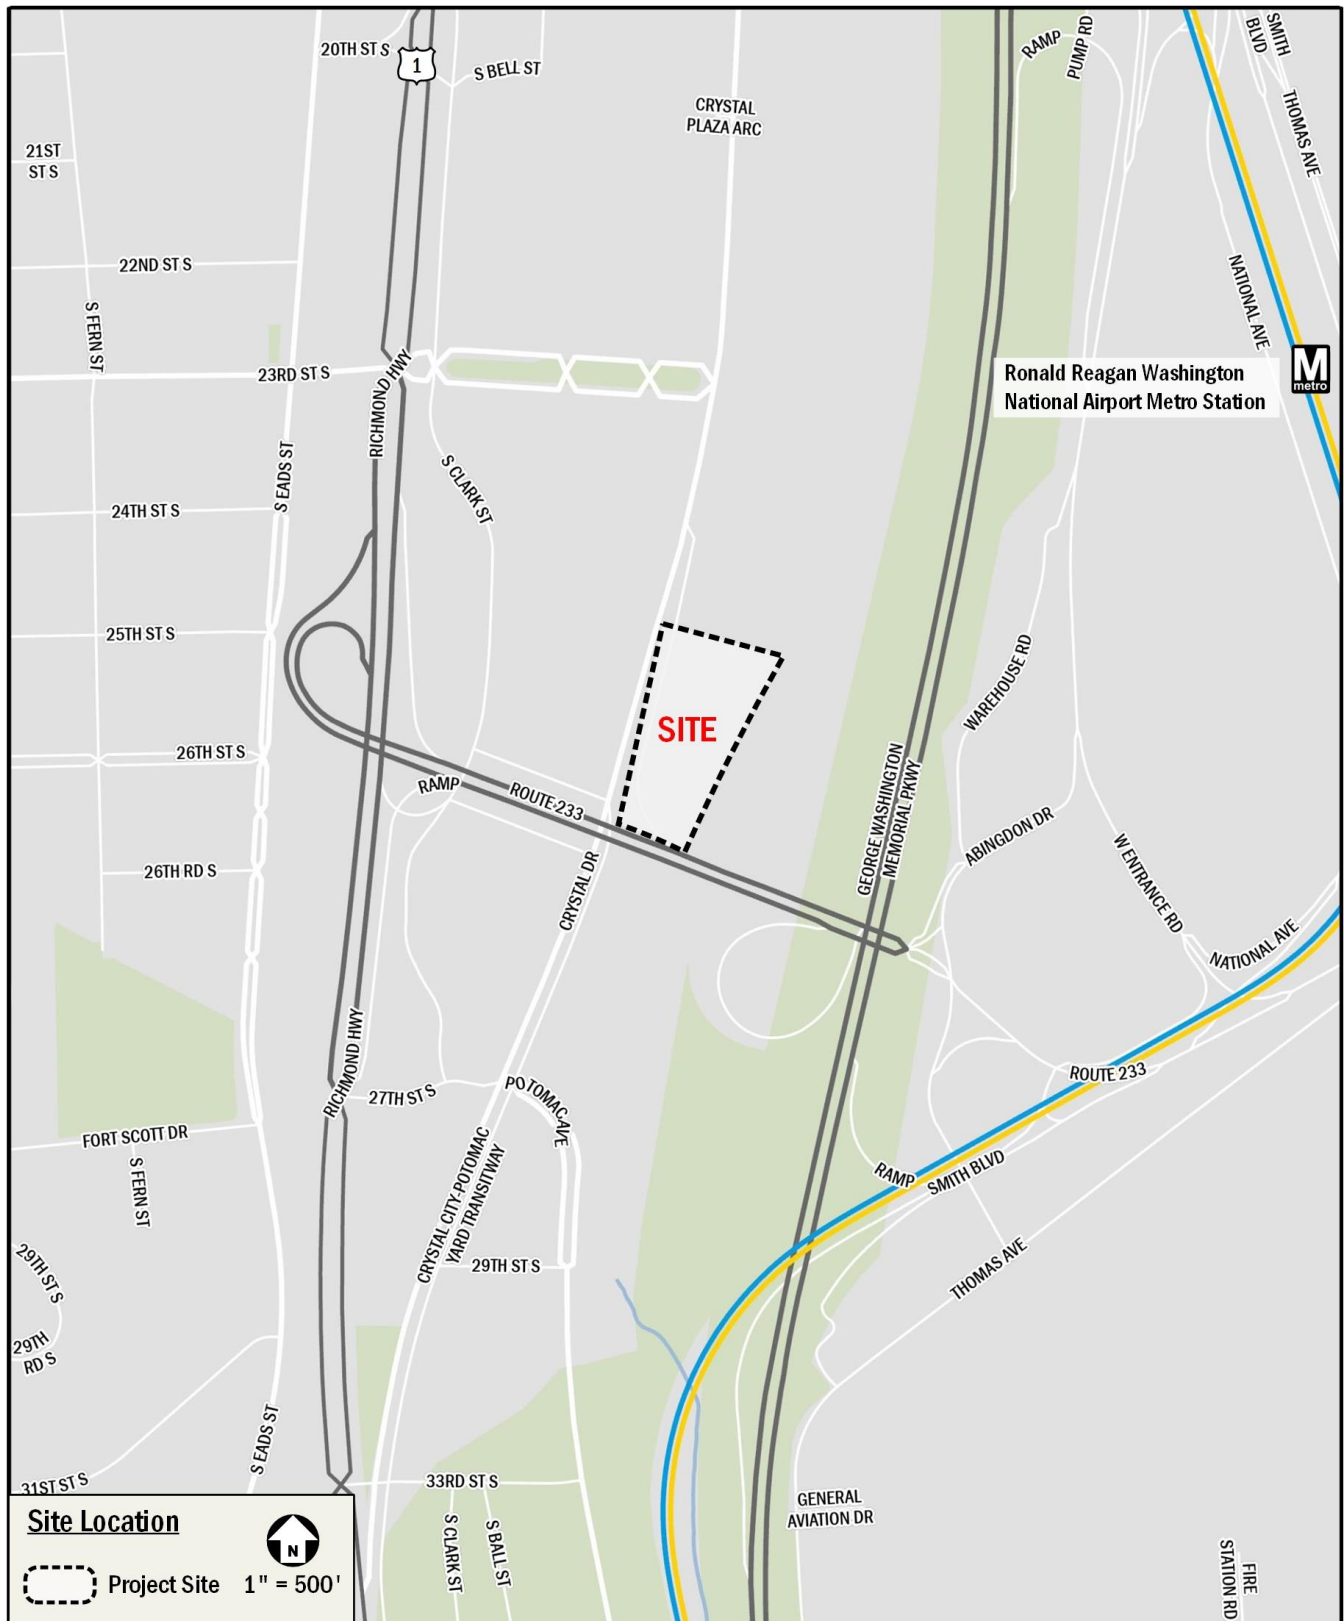 20TH ST S
1
S BELL ST
CRYSTAL
PLAZA ARC
RAMP
PUMP RD
SMITH
BLVD
THOMAS AVE
21ST
ST S
22ND ST S
NATIONAL AVE
S FERN ST
23RD ST S
RICHMOND HWY
Ronald Reagan Washington
National Airport Metro Station
M
metro
S EADS ST
S CLARK ST
24TH ST S
25TH ST S
WAREHOUSE RD
SITE
26TH ST S
RAMP
ROUTE 233
GEORGE WASHINGTON
MEMORIAL PKWY
ABINGDON DR
26TH RD S
CRYSTAL DR
W ENTRANCE RD
NATIONAL AVE
RICHMOND HWY
27TH ST S
POTOMAC AVE
ROUTE 233
FORT SCOTT DR
S FERN ST
CRYSTAL CITY-POTOMAC
YARD TRANSITWAY
RAMP
SMITH BLVD
29TH ST S
29TH ST S
THOMAS AVE
29TH
RD S
S EADS ST
31ST ST S
33RD ST S
GENERAL
AVIATION DR
S CLARK ST
S BALL ST
FIRE
STATION RD
Site Location
N
Project Site
1" = 500'